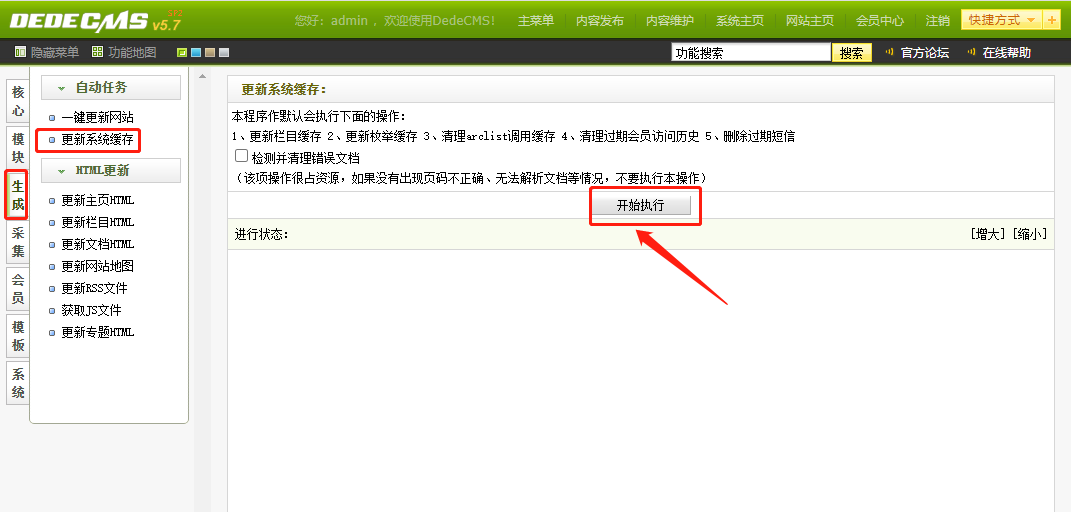 DEDECMS v5.7 SP2
您好：admin ，欢迎使用DedeCMS！ 主菜单 内容发布 内容维护 系统主页 网站主页 会员中心 注销 快捷方式 +
隐藏菜单 功能地图 功能搜索 搜索 官方论坛 在线帮助
核心
模块
生成
采集
会员
模板
系统
自动任务
一键更新网站
更新系统缓存
HTML更新
更新主页HTML
更新栏目HTML
更新文档HTML
更新网站地图
更新RSS文件
获取JS文件
更新专题HTML
更新系统缓存：
本程序作默认会执行下面的操作：
1、更新栏目缓存 2、更新枚举缓存 3、清理arclist调用缓存 4、清理过期会员访问历史 5、删除过期短信
检测并清理错误文档
（该项操作很占资源，如果没有出现页码不正确、无法解析文档等情况，不要执行本操作）
开始执行
进行状态： [增大] [缩小]